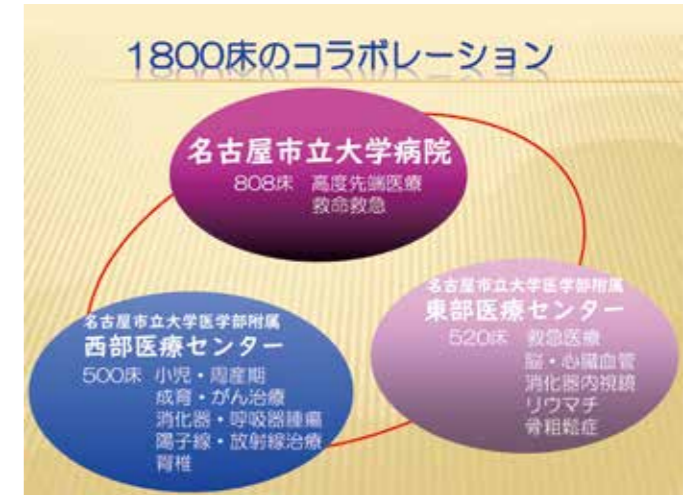 1800床のコラボレーション
名古屋市立大学病院
808床 高度先端医療
救命救急
名古屋市立大学医学部附属
西部医療センター
500床 小児・周産期
成育・がん治療
消化器・呼吸器腫瘍
陽子線・放射線治療
脊椎
名古屋市立大学医学部附属
東部医療センター
520床 救急医療
脳・心臓血管
消化器内視鏡
リウマチ
骨粗鬆症